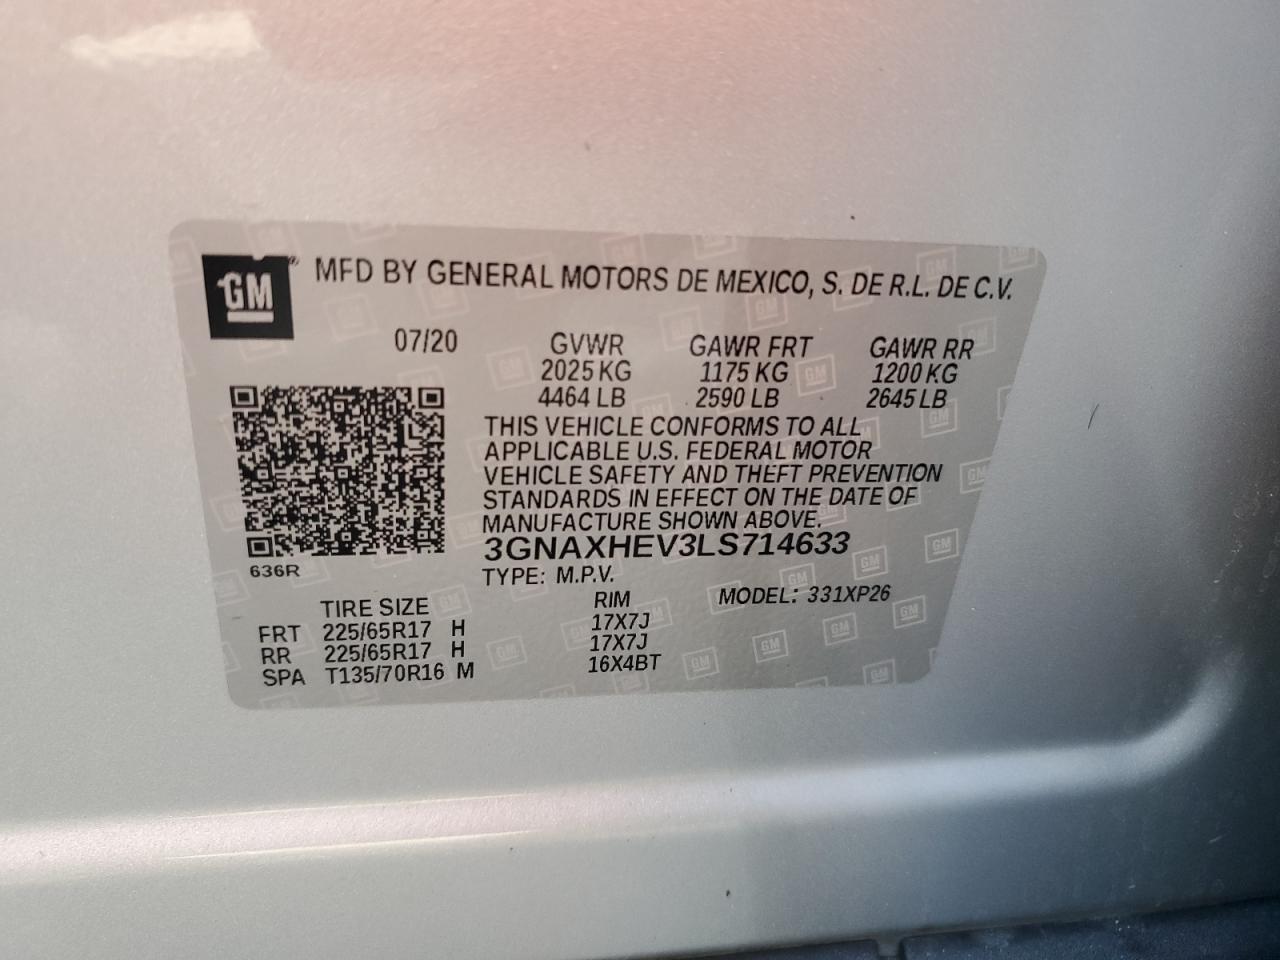 GM® MFD BY GENERAL MOTORS DE MEXICO, S. DE R.L. DE C.V.
07/20 GVWR GAWR FRT GAWR RR
2025 KG 1175 KG 1200 KG
4464 LB 2590 LB 2645 LB
THIS VEHICLE CONFORMS TO ALL
APPLICABLE U.S. FEDERAL MOTOR
VEHICLE SAFETY AND THEFT PREVENTION
STANDARDS IN EFFECT ON THE DATE OF
MANUFACTURE SHOWN ABOVE.
3GNAXHEV3LS714633
636R TYPE: M.P.V.
TIRE SIZE RIM MODEL: 331XP26
FRT 225/65R17 H 17X7J
RR 225/65R17 H 17X7J
SPA T135/70R16 M 16X4BT